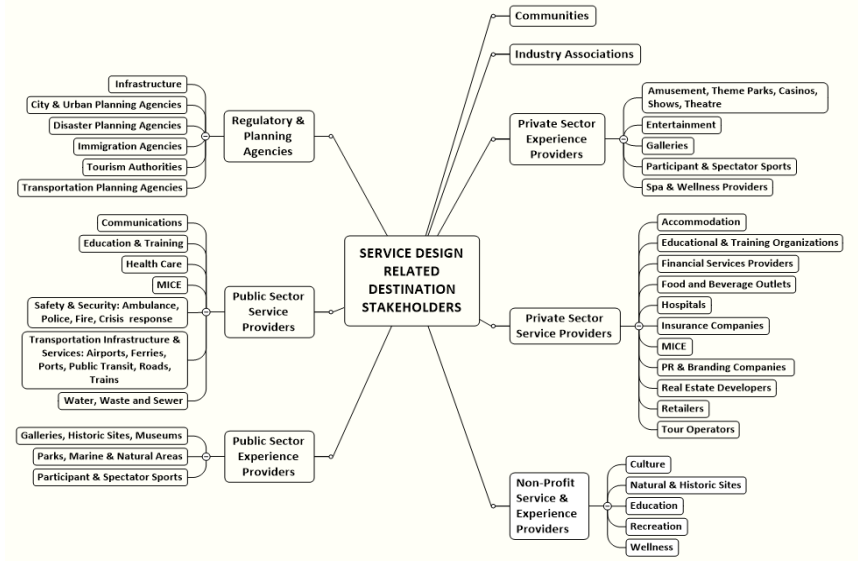 SERVICE DESIGN
RELATED
DESTINATION
STAKEHOLDERS
Communities
Industry Associations
Private Sector
Experience
Providers
Amusement, Theme Parks, Casinos,
Shows, Theatre
Entertainment
Galleries
Participant & Spectator Sports
Spa & Wellness Providers
Private Sector
Service Providers
Accommodation
Educational & Training Organizations
Financial Services Providers
Food and Beverage Outlets
Hospitals
Insurance Companies
MICE
PR & Branding Companies
Real Estate Developers
Retailers
Tour Operators
Non-Profit
Service &
Experience
Providers
Culture
Natural & Historic Sites
Education
Recreation
Wellness
Regulatory &
Planning
Agencies
Infrastructure
City & Urban Planning Agencies
Disaster Planning Agencies
Immigration Agencies
Tourism Authorities
Transportation Planning Agencies
Public Sector
Service
Providers
Communications
Education & Training
Health Care
MICE
Safety & Security: Ambulance,
Police, Fire, Crisis response
Transportation Infrastructure &
Services: Airports, Ferries,
Ports, Public Transit, Roads,
Trains
Water, Waste and Sewer
Public Sector
Experience
Providers
Galleries, Historic Sites, Museums
Parks, Marine & Natural Areas
Participant & Spectator Sports